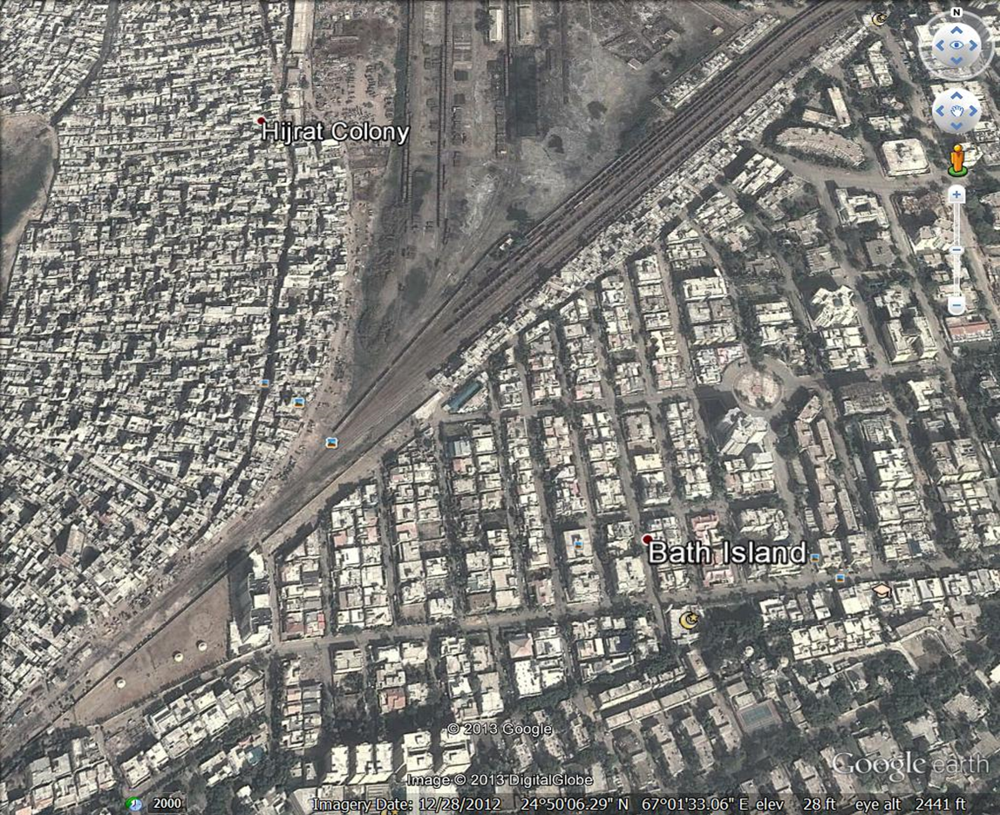 N
Hijrat Colony
Bath Island
© 2013 Google
Image © 2013 DigitalGlobe
Google earth
2000
Imagery Date: 12/28/2012 24°50'06.29" N 67°01'33.06" E elev 28 ft eye alt 2441 ft